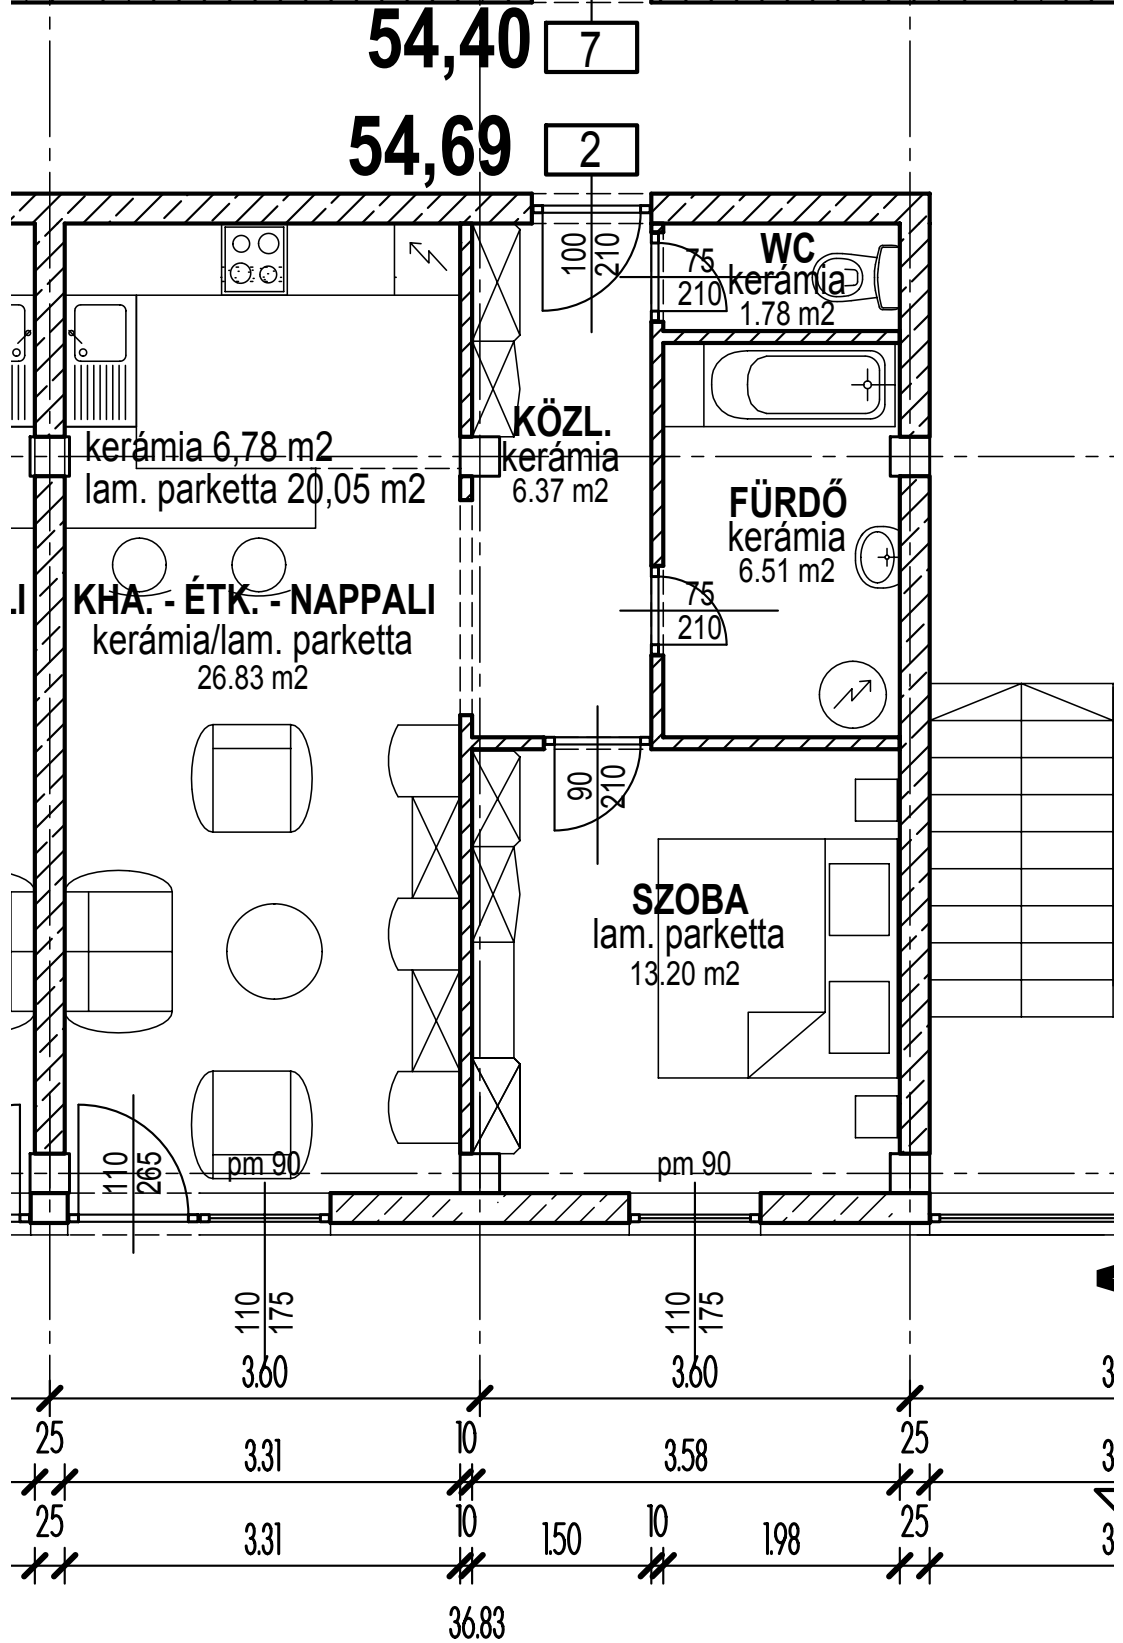 54,40 7
54,69 2
100
210
75
210
WC
kerámia
1.78 m2
KÖZL.
kerámia
6.37 m2
kerámia 6,78 m2
lam. parketta 20,05 m2
FÜRDŐ
kerámia
6.51 m2
75
210
KHA. - ÉTK. - NAPPALI
kerámia/lam. parketta
26.83 m2
90
210
SZOBA
lam. parketta
13.20 m2
110
265
pm 90
pm 90
110
175
110
175
3.60 3.60 3
25 3.31 10 3.58 25 3
25 3.31 10 1.50 10 1.98 25 3
36.83